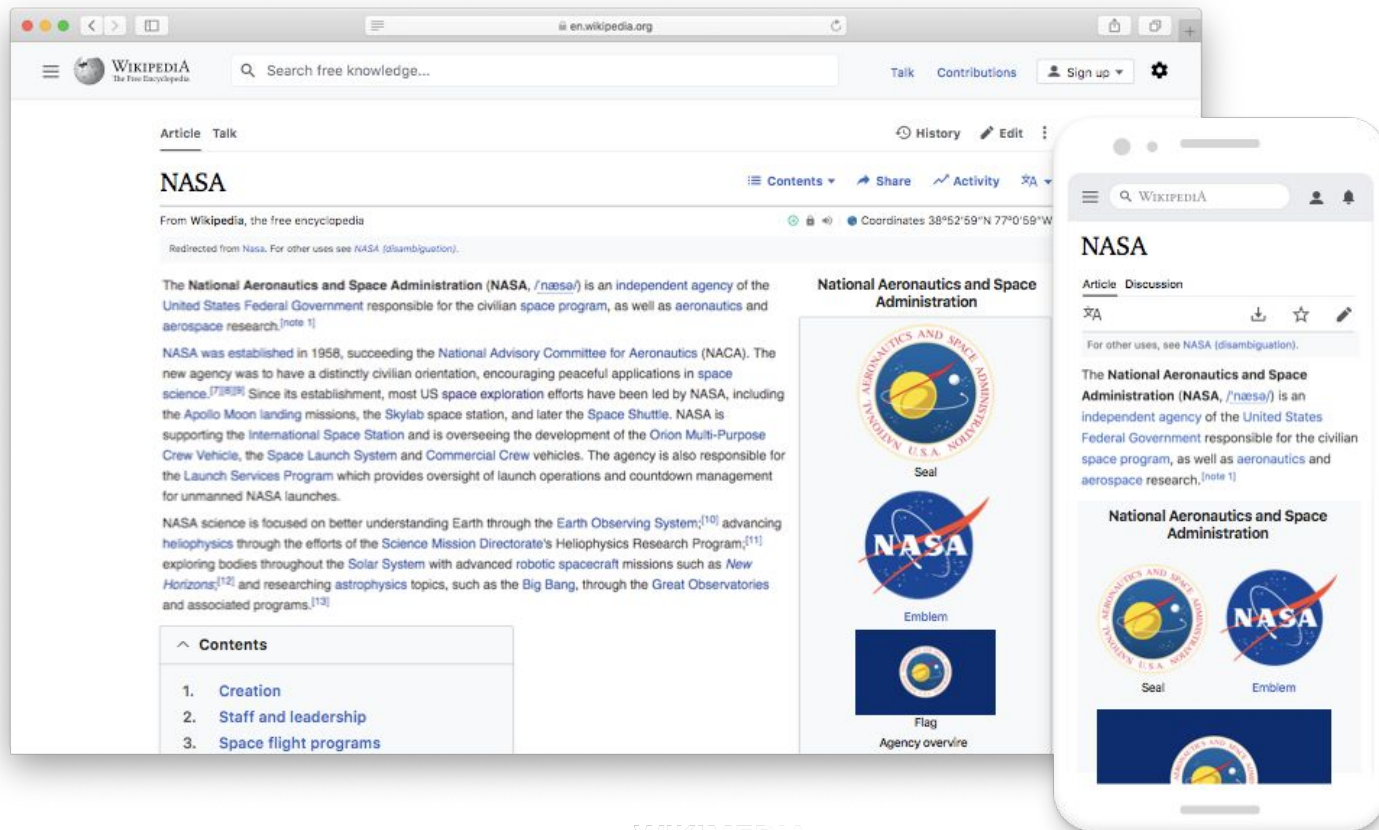 en.wikipedia.org
WIKIPEDIA
The Free Encyclopedia
Search free knowledge...
Talk Contributions Sign up
Article Talk
History Edit
NASA
Contents Share Activity
From Wikipedia, the free encyclopedia
Coordinates 38°52'59"N 77°0'59"W
Redirected from Nasa. For other uses see NASA (disambiguation).
The National Aeronautics and Space Administration (NASA, /ˈnæsə/) is an independent agency of the
United States Federal Government responsible for the civilian space program, as well as aeronautics and
aerospace research.[note 1]
NASA was established in 1958, succeeding the National Advisory Committee for Aeronautics (NACA). The
new agency was to have a distinctly civilian orientation, encouraging peaceful applications in space
science.[7][8][9] Since its establishment, most US space exploration efforts have been led by NASA, including
the Apollo Moon landing missions, the Skylab space station, and later the Space Shuttle. NASA is
supporting the International Space Station and is overseeing the development of the Orion Multi-Purpose
Crew Vehicle, the Space Launch System and Commercial Crew vehicles. The agency is also responsible for
the Launch Services Program which provides oversight of launch operations and countdown management
for unmanned NASA launches.
NASA science is focused on better understanding Earth through the Earth Observing System;[10] advancing
heliophysics through the efforts of the Science Mission Directorate's Heliophysics Research Program;[11]
exploring bodies throughout the Solar System with advanced robotic spacecraft missions such as New
Horizons;[12] and researching astrophysics topics, such as the Big Bang, through the Great Observatories
and associated programs.[13]
Contents
1. Creation
2. Staff and leadership
3. Space flight programs
National Aeronautics and Space
Administration
NATIONAL AERONAUTICS AND SPACE ADMINISTRATION U.S.A.
Seal
NASA
Emblem
Flag
Agency overvire
WIKIPEDIA
NASA
Article Discussion
For other uses, see NASA (disambiguation).
The National Aeronautics and Space
Administration (NASA, /ˈnæsə/) is an
independent agency of the United States
Federal Government responsible for the civilian
space program, as well as aeronautics and
aerospace research.[note 1]
National Aeronautics and Space
Administration
NATIONAL AERONAUTICS AND SPACE ADMINISTRATION U.S.A.
Seal
NASA
Emblem